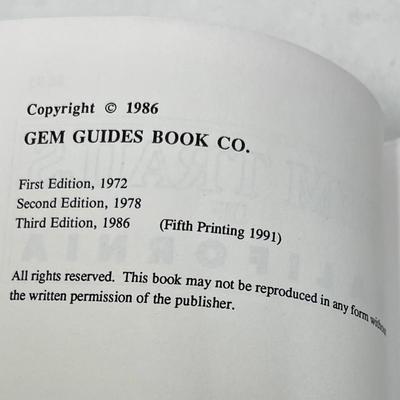 Copyright © 1986
GEM GUIDES BOOK CO.
First Edition, 1972
Second Edition, 1978
Third Edition, 1986 (Fifth Printing 1991)
All rights reserved. This book may not be reproduced in any form without
the written permission of the publisher.